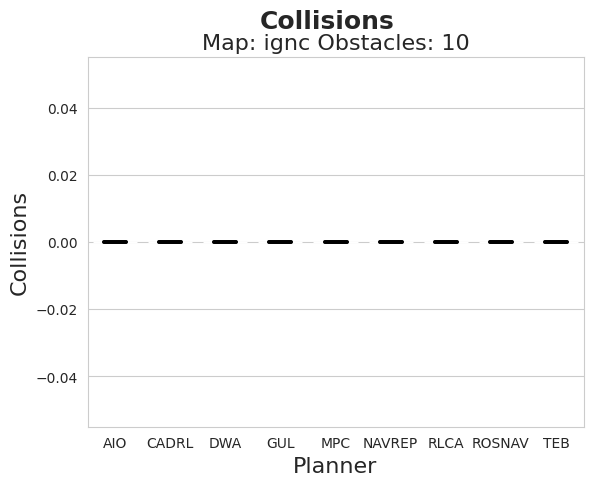 Collisions
Map: ignc Obstacles: 10
Collisions
0.04
0.02
0.00
−0.02
−0.04
AIO CADRL DWA GUL MPC NAVREP RLCA ROSNAV TEB
Planner